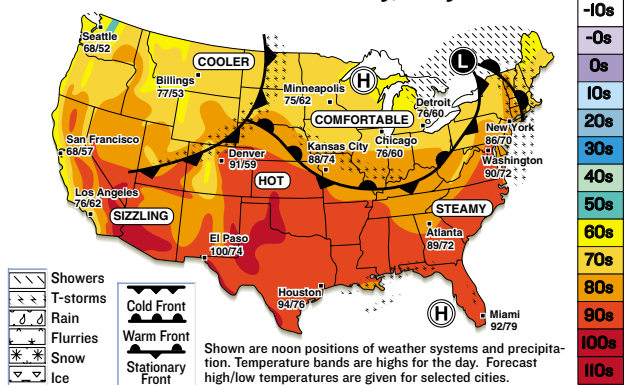 Seattle
68/52
COOLER
Billings
77/53
Minneapolis
75/62
H
L
COMFORTABLE
Detroit
76/60
San Francisco
68/57
Denver
91/59
Kansas City
88/74
Chicago
76/60
New York
86/70
Washington
90/72
HOT
Los Angeles
76/62
SIZZLING
STEAMY
El Paso
100/74
Atlanta
89/72
Houston
94/76
H
Miami
92/79
Showers
T-storms
Rain
Flurries
Snow
Ice
Cold Front
Warm Front
Stationary
Front
Shown are noon positions of weather systems and precipita-
tion. Temperature bands are highs for the day. Forecast
high/low temperatures are given for selected cities.
-10s
-0s
0s
10s
20s
30s
40s
50s
60s
70s
80s
90s
100s
110s